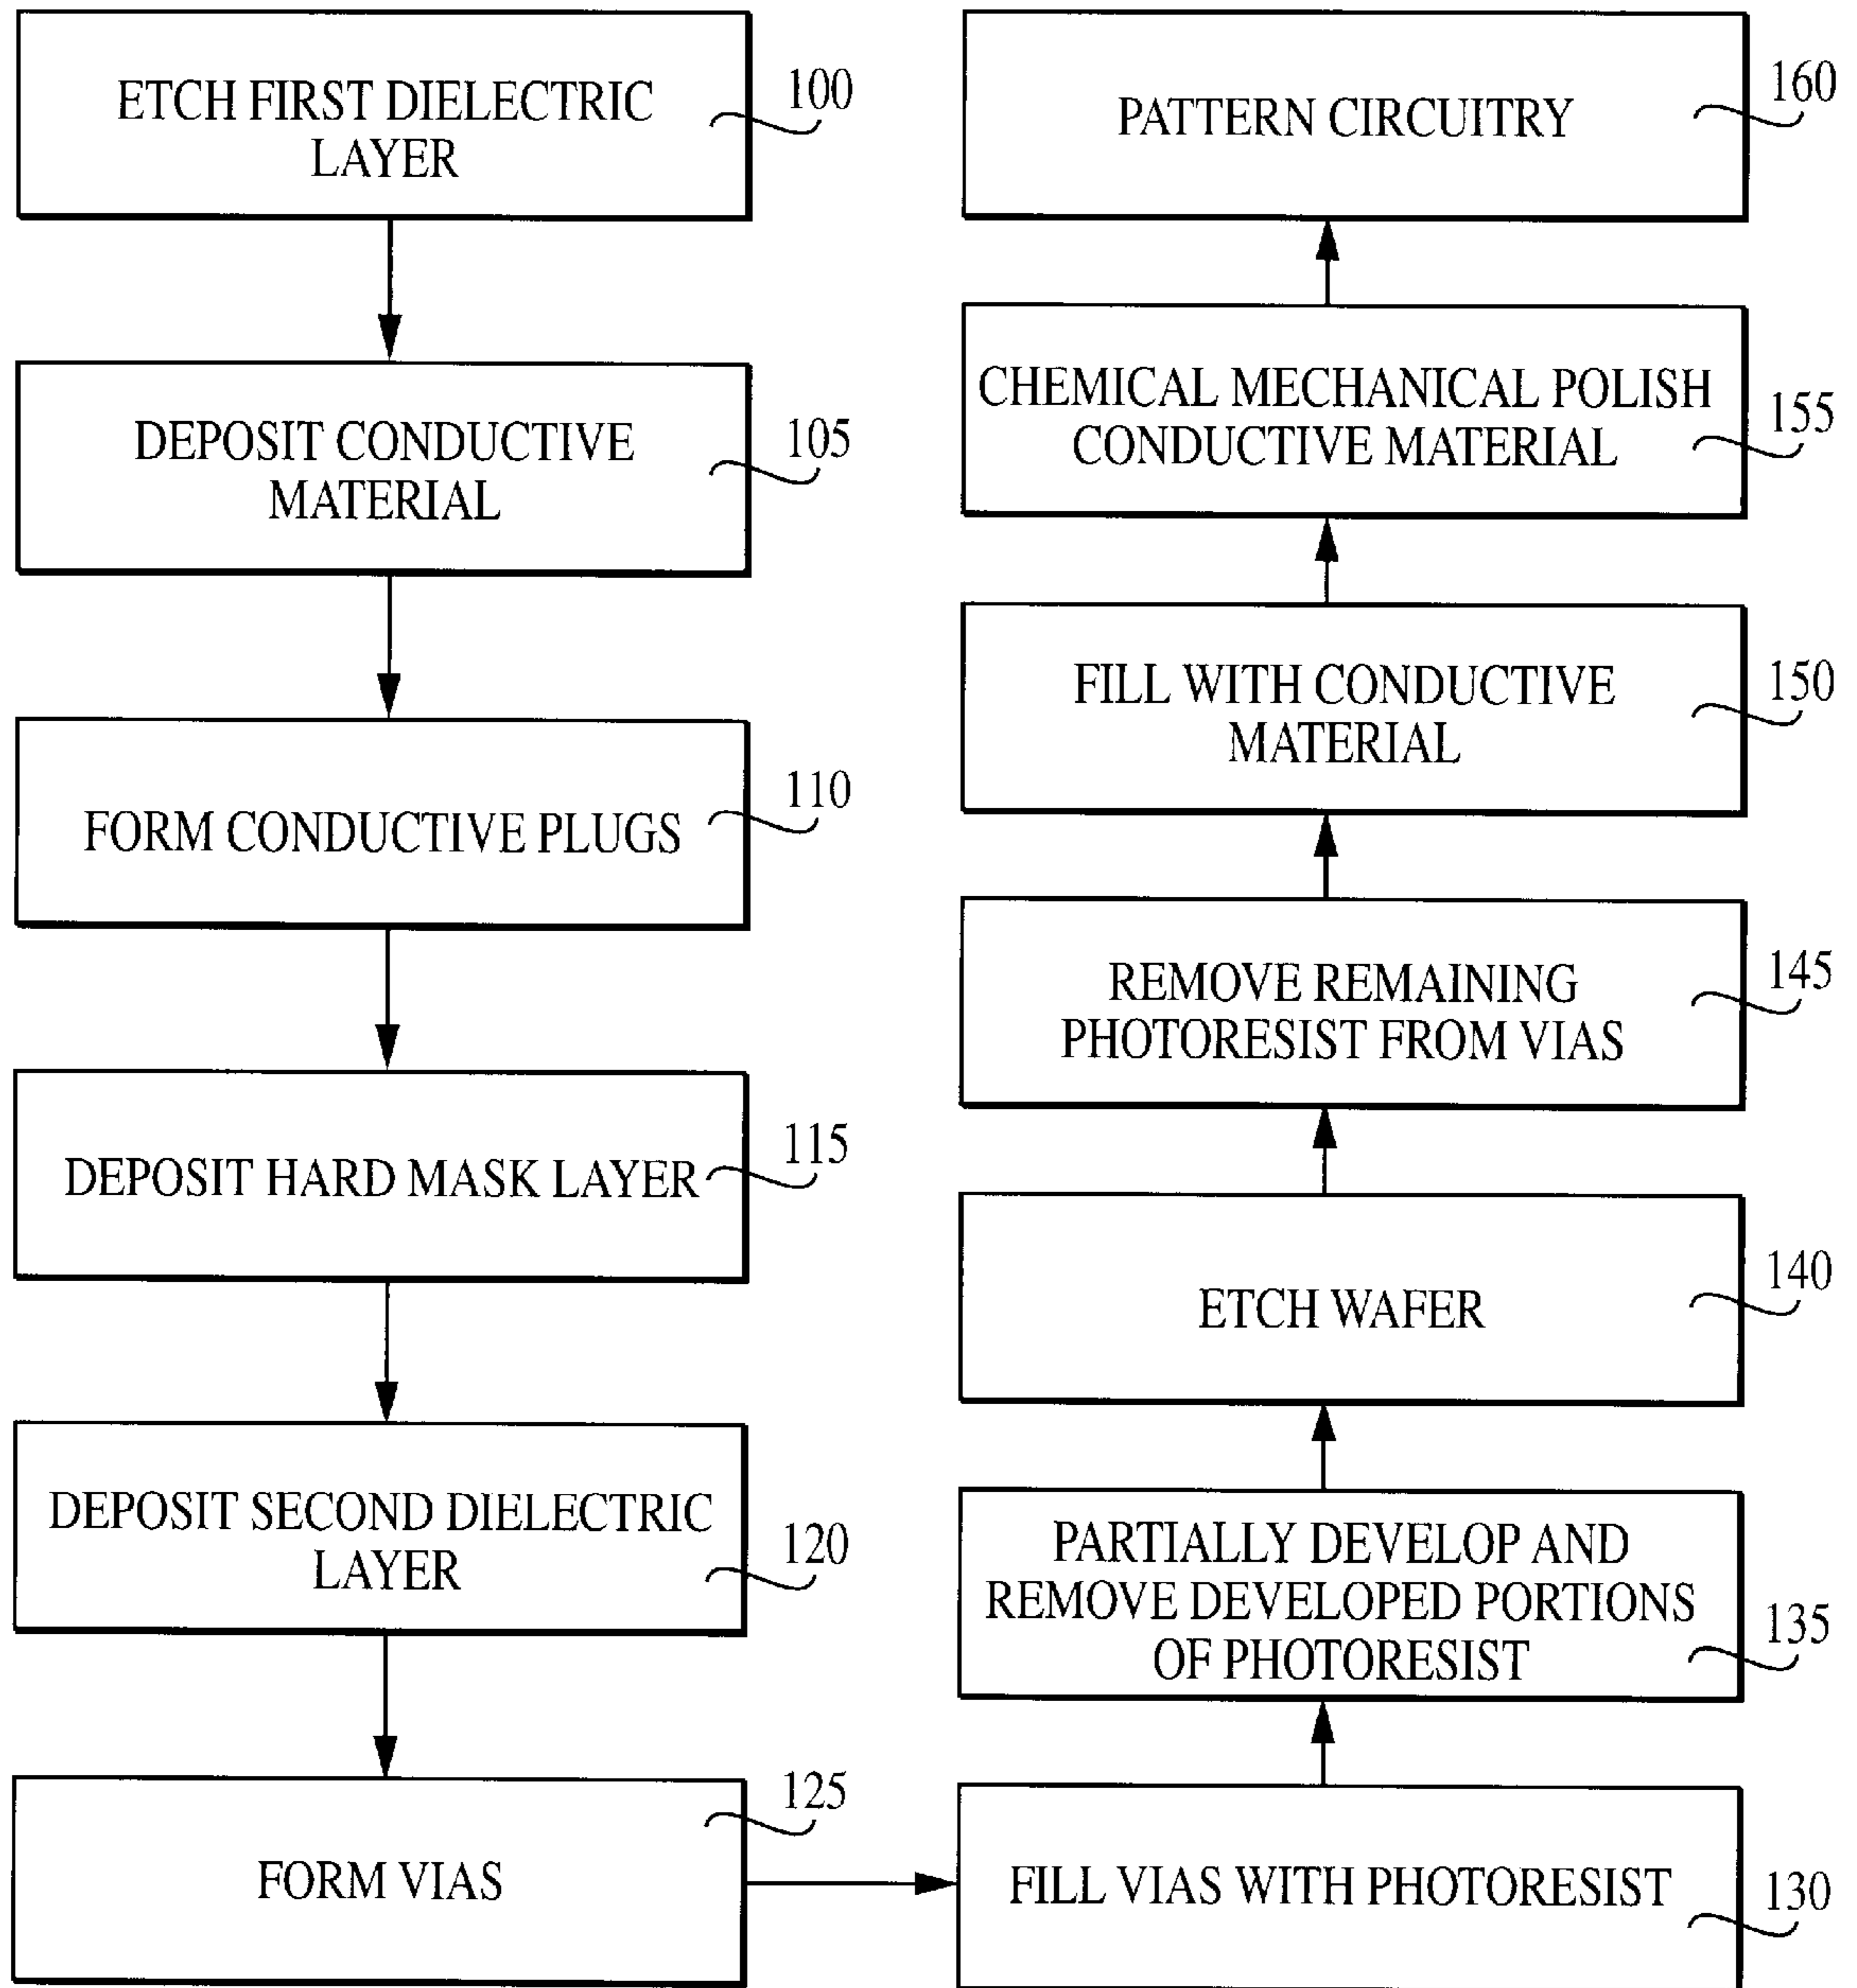 ETCH FIRST DIELECTRIC
LAYER
100
DEPOSIT CONDUCTIVE
MATERIAL
105
FORM CONDUCTIVE PLUGS
110
DEPOSIT HARD MASK LAYER
115
DEPOSIT SECOND DIELECTRIC
LAYER
120
FORM VIAS
125
FILL VIAS WITH PHOTORESIST
130
PARTIALLY DEVELOP AND
REMOVE DEVELOPED PORTIONS
OF PHOTORESIST
135
ETCH WAFER
140
REMOVE REMAINING
PHOTORESIST FROM VIAS
145
FILL WITH CONDUCTIVE
MATERIAL
150
CHEMICAL MECHANICAL POLISH
CONDUCTIVE MATERIAL
155
PATTERN CIRCUITRY
160